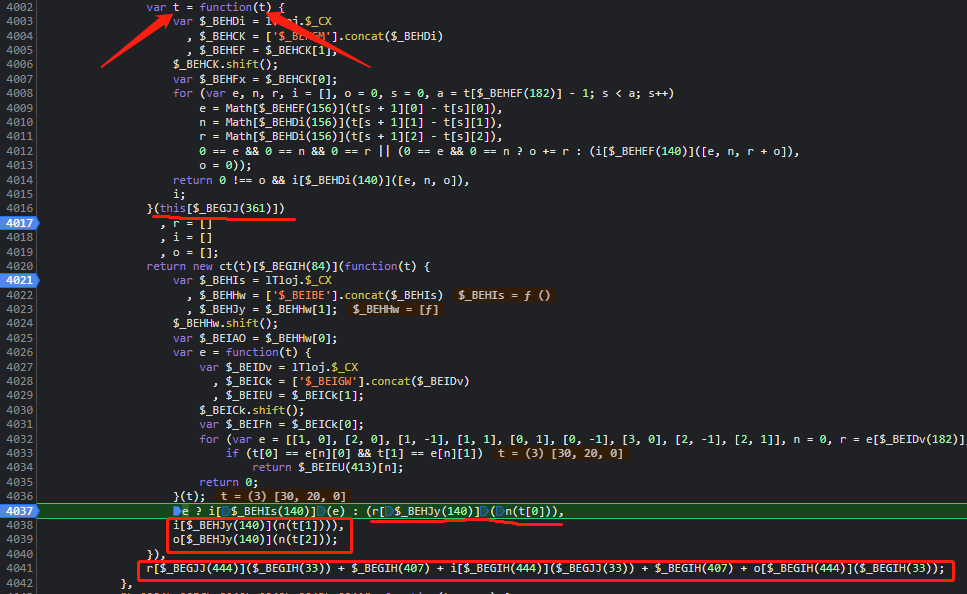 4002 var t = function(t) {
4003 var $_BEHDi = lTloj.$_CX
4004 , $_BEHCK = ['$_BEHGM'].concat($_BEHDi)
4005 , $_BEHEF = $_BEHCK[1];
4006 $_BEHCK.shift();
4007 var $_BEHFx = $_BEHCK[0];
4008 for (var e, n, r, i = [], o = 0, s = 0, a = t[$_BEHEF(182)] - 1; s < a; s++)
4009 e = Math[$_BEHEF(156)](t[s + 1][0] - t[s][0]),
4010 n = Math[$_BEHDi(156)](t[s + 1][1] - t[s][1]),
4011 r = Math[$_BEHDi(156)](t[s + 1][2] - t[s][2]),
4012 0 == e && 0 == n && 0 == r || (0 == e && 0 == n ? o += r : (i[$_BEHEF(140)]([e, n, r + o]),
4013 o = 0));
4014 return 0 !== o && i[$_BEHDi(140)]([e, n, o]),
4015 i;
4016 }(this[$_BEGJJ(361)])
4017 , r = []
4018 , i = []
4019 , o = [];
4020 return new ct(t)[$_BEGIH(84)](function(t) {
4021 var $_BEHIs = lTloj.$_CX
4022 , $_BEHHw = ['$_BEIBE'].concat($_BEHIs) $_BEHIs = ƒ ()
4023 , $_BEHJy = $_BEHHw[1]; $_BEHHw = [ƒ]
4024 $_BEHHw.shift();
4025 var $_BEIAO = $_BEHHw[0];
4026 var e = function(t) {
4027 var $_BEIDv = lTloj.$_CX
4028 , $_BEICk = ['$_BEIGW'].concat($_BEIDv)
4029 , $_BEIEU = $_BEICk[1];
4030 $_BEICk.shift();
4031 var $_BEIFh = $_BEICk[0];
4032 for (var e = [[1, 0], [2, 0], [1, -1], [1, 1], [0, 1], [0, -1], [3, 0], [2, -1], [2, 1]], n = 0, r = e[$_BEIDv(182)],
4033 if (t[0] == e[n][0] && t[1] == e[n][1]) t = (3) [30, 20, 0]
4034 return $_BEIEU(413)[n];
4035 return 0;
4036 }(t); t = (3) [30, 20, 0]
4037 e ? i[$_BEHIs(140)](e) : (r[$_BEHJy(140)](n(t[0])),
4038 i[$_BEHJy(140)](n(t[1])),
4039 o[$_BEHJy(140)](n(t[2])));
4040 }),
4041 r[$_BEGJJ(444)]($_BEGIH(33)) + $_BEGIH(407) + i[$_BEGIH(444)]($_BEGJJ(33)) + $_BEGIH(407) + o[$_BEGIH(444)]($_BEGIH(33));
4042 },